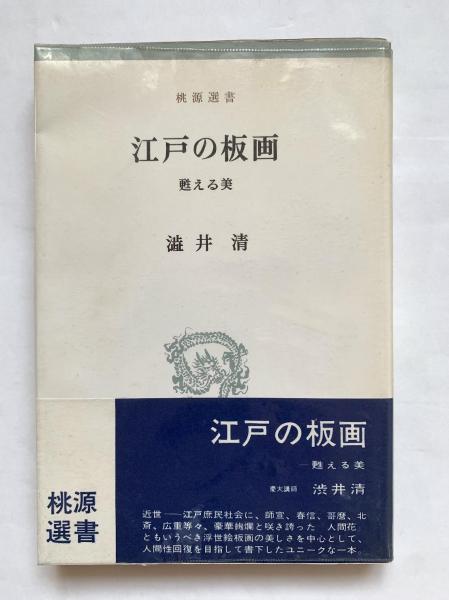 桃源選書
江戸の板画
甦える美
澁井 清
江戸の板画
─甦える美
慶大講師 渋井清
桃源
選書
近世──江戸庶民社会に、師宣、春信、哥麿、北
斎、広重等々、豪華絢爛と咲き誇った゛人間花゛
ともいうべき浮世絵板画の美しさを中心として、
人間性回復を目指して書下したユニークな一本。